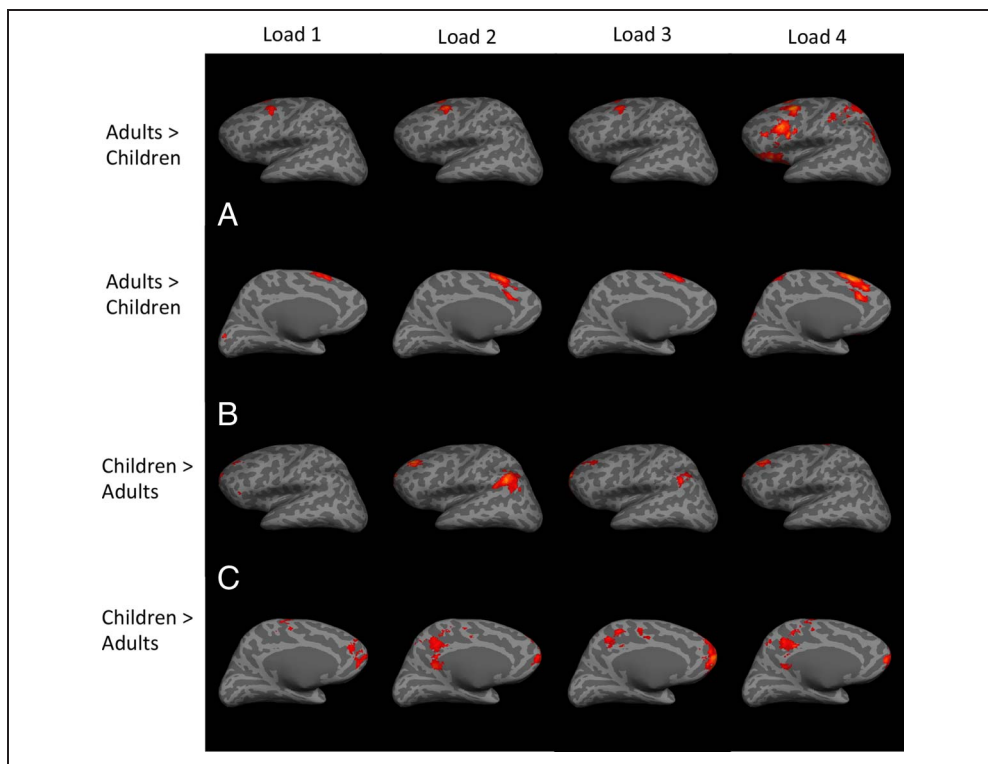 Load 1 Load 2 Load 3 Load 4
Adults >
Children
A
Adults >
Children
B
Children >
Adults
C
Children >
Adults